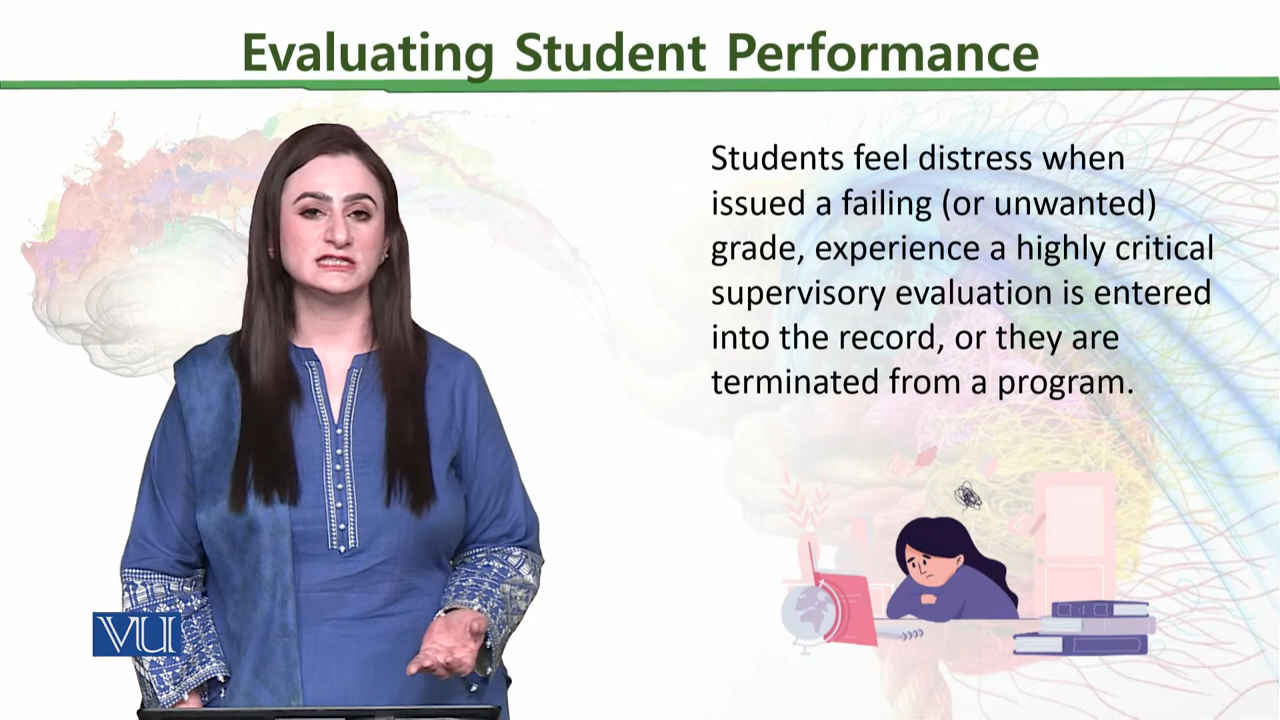 Evaluating Student Performance
Students feel distress when
issued a failing (or unwanted)
grade, experience a highly critical
supervisory evaluation is entered
into the record, or they are
terminated from a program.
VU